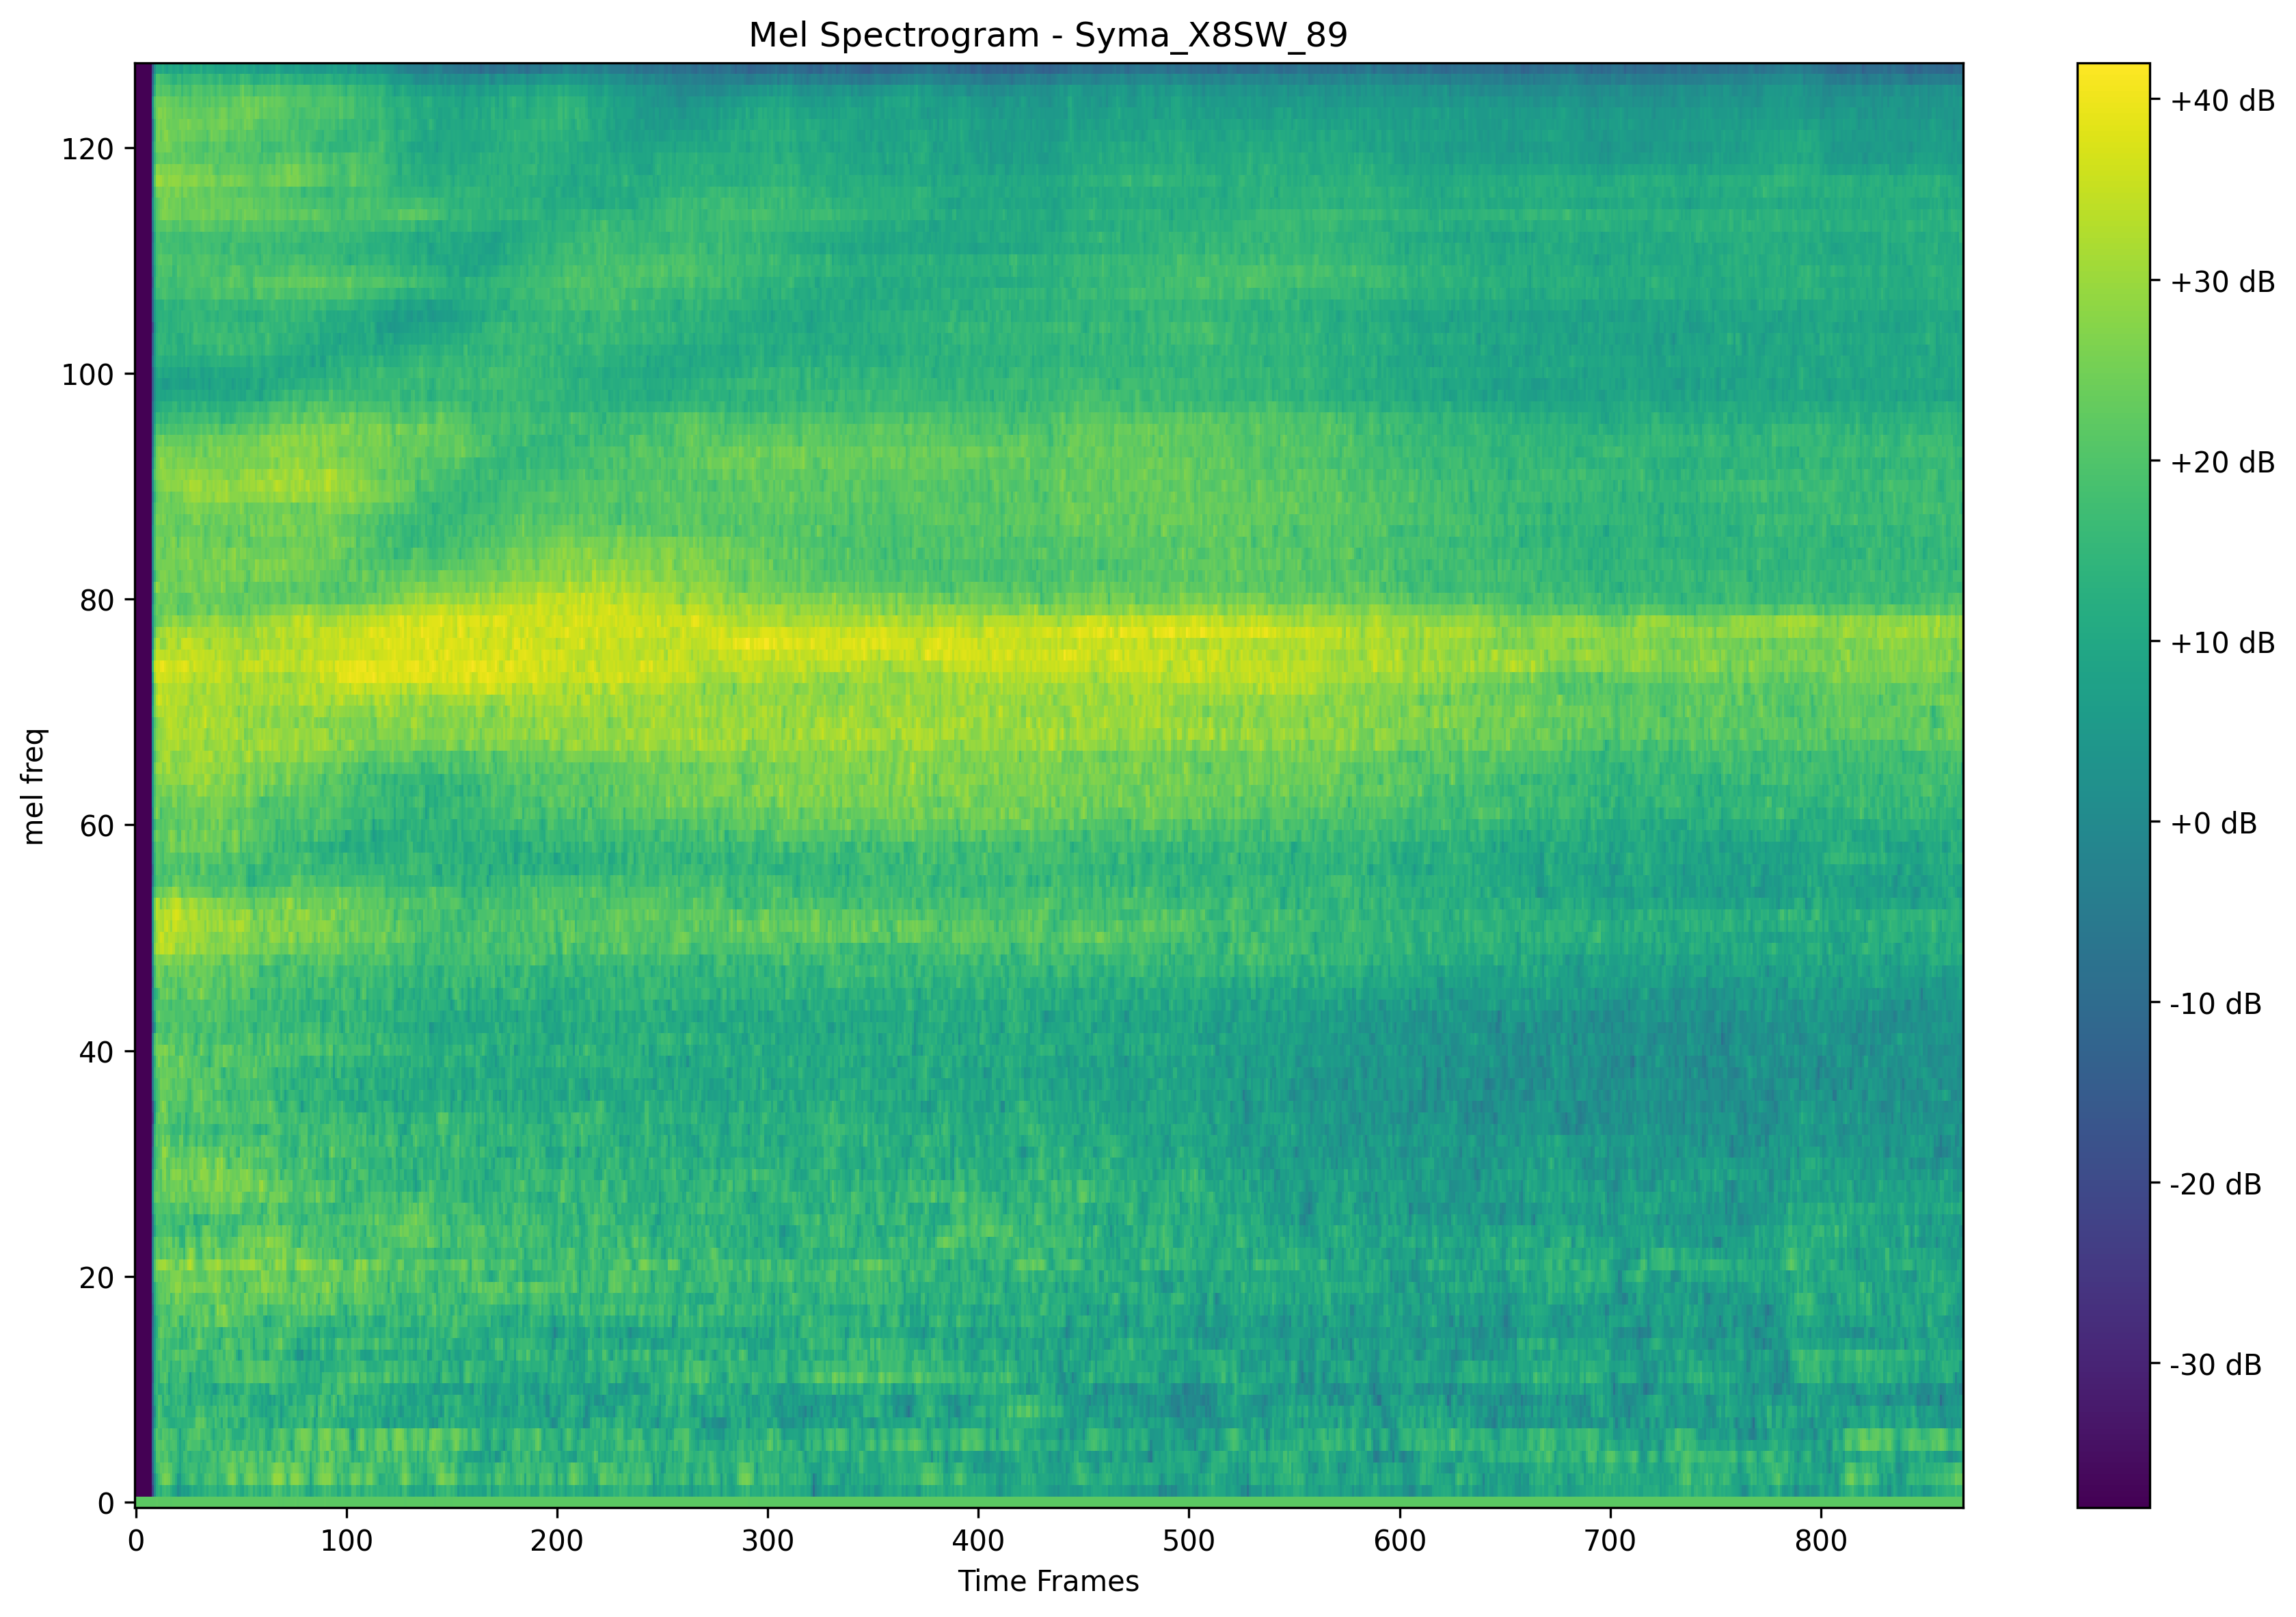 Mel Spectrogram - Syma_X8SW_89
mel freq
120
100
80
60
40
20
0
0 100 200 300 400 500 600 700 800
Time Frames
+40 dB
+30 dB
+20 dB
+10 dB
+0 dB
-10 dB
-20 dB
-30 dB